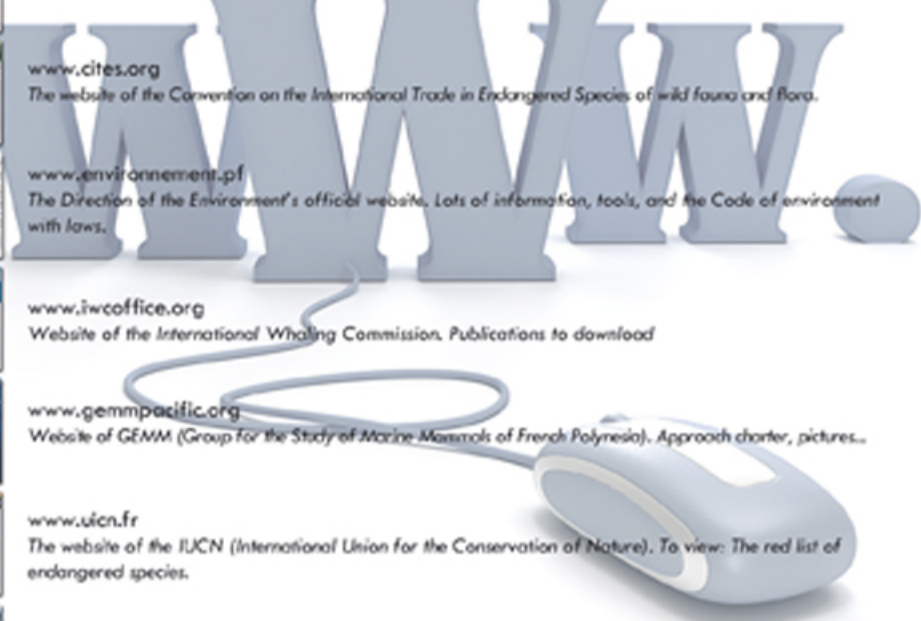 www.
www.cites.org
The website of the Convention on the International Trade in Endangered Species of wild fauna and flora.
www.environnement.pf
The Direction of the Environment's official website. Lots of information, tools, and the Code of environment
with laws.
www.iwcoffice.org
Website of the International Whaling Commission. Publications to download
www.gemmpacific.org
Website of GEMM (Group for the Study of Marine Mammals of French Polynesia). Approach charter, pictures...
www.uicn.fr
The website of the IUCN (International Union for the Conservation of Nature). To view: The red list of
endangered species.